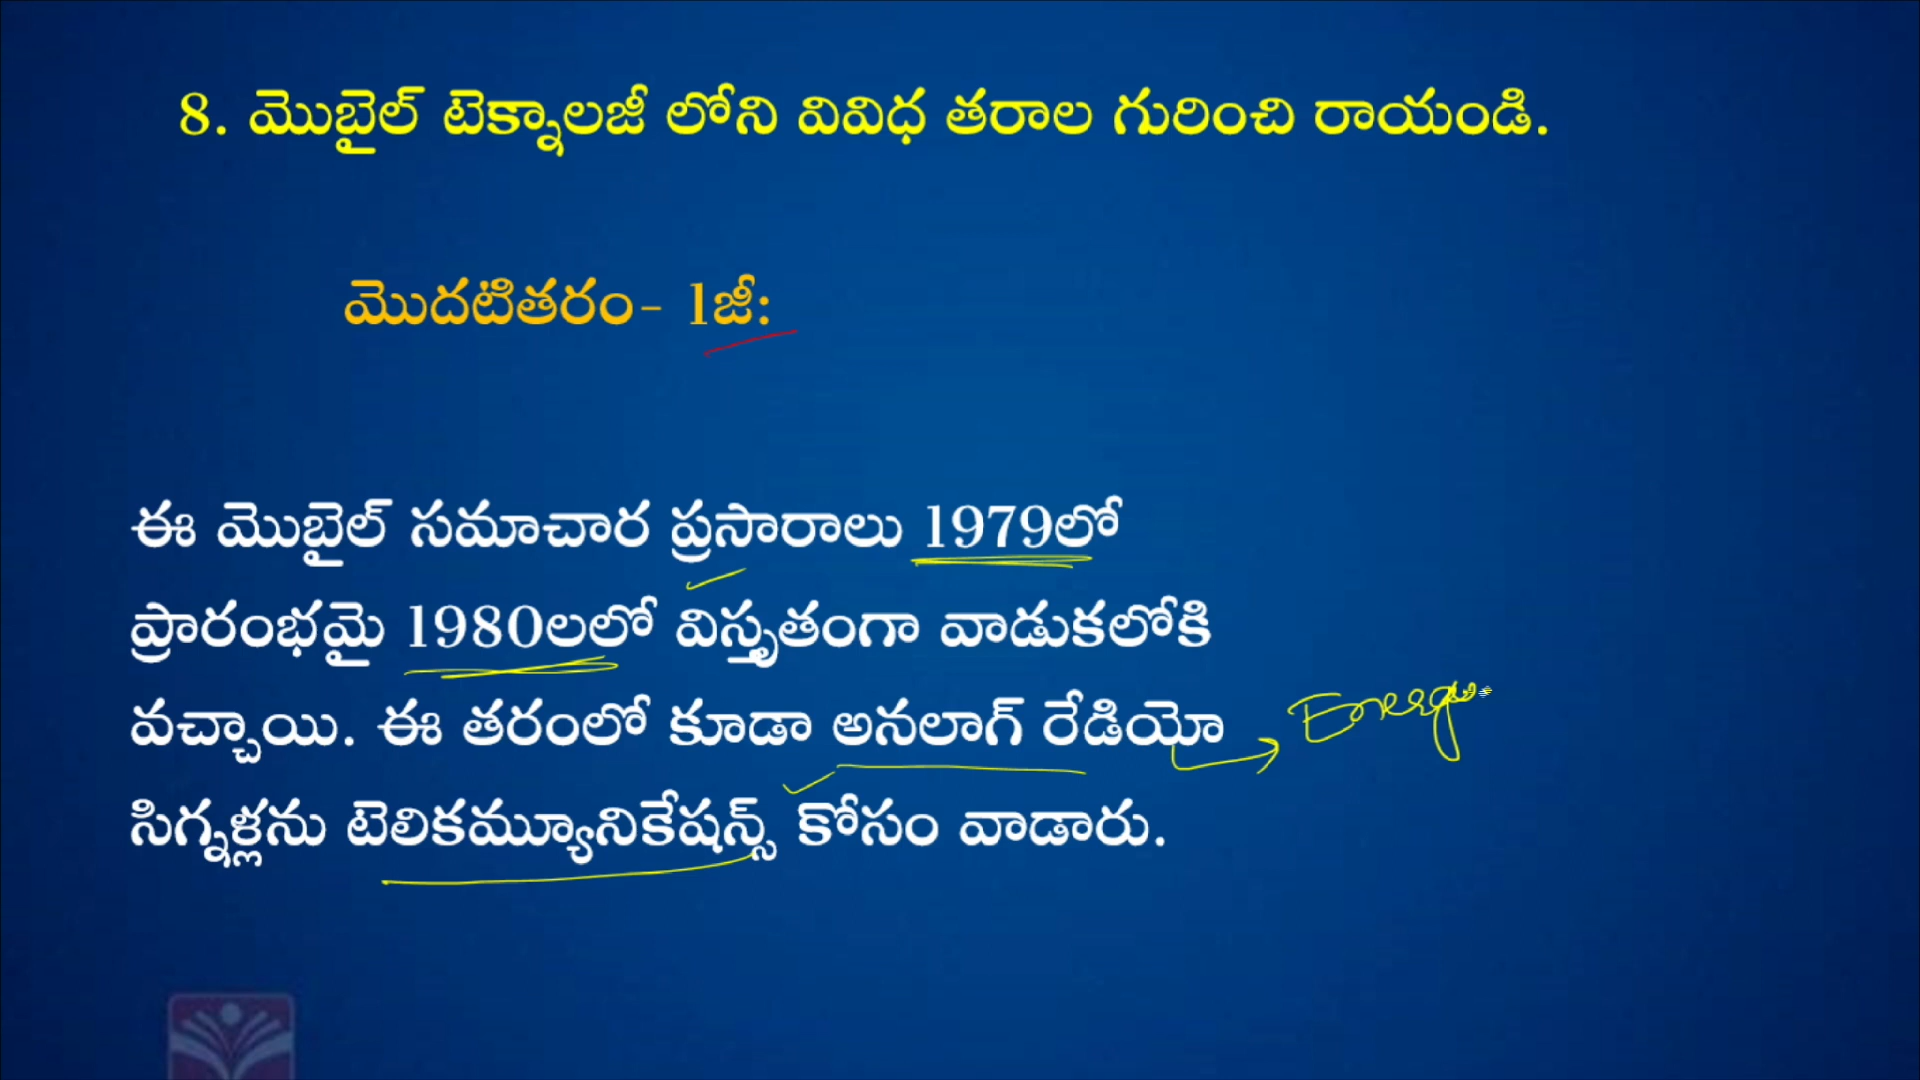 8. మొబైల్ టెక్నాలజీ లోని వివిధ తరాల గురించి రాయండి.
మొదటితరం- 1జీ:
ఈ మొబైల్ సమాచార ప్రసారాలు 1979లో
ప్రారంభమై 1980లలో విస్తృతంగా వాడుకలోకి
వచ్చాయి. ఈ తరంలో కూడా అనలాగ్ రేడియో
సిగ్నళ్లను టెలికమ్యూనికేషన్స్ కోసం వాడారు.